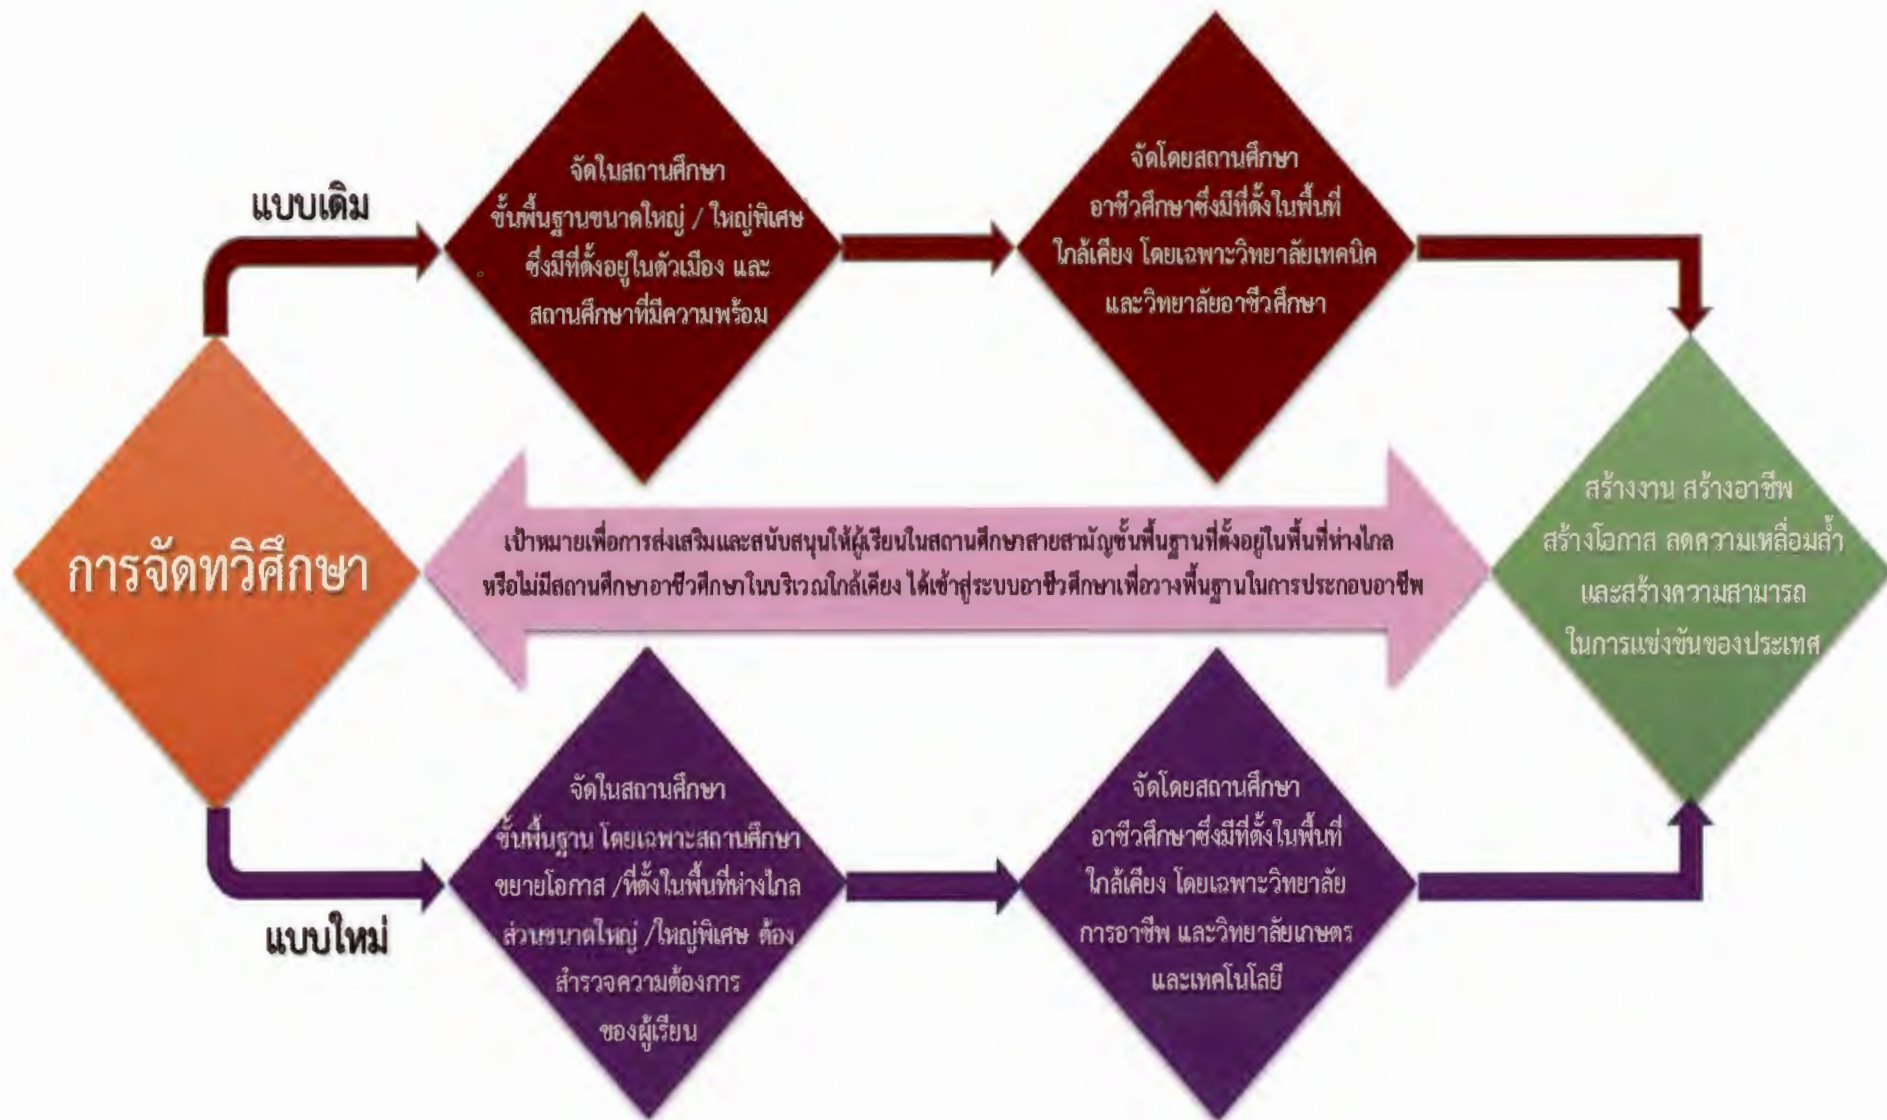 แบบเดิม
จัดในสถานศึกษา
ขั้นพื้นฐานขนาดใหญ่ / ใหญ่พิเศษ
ซึ่งมีที่ตั้งอยู่ในตัวเมือง และ
สถานศึกษาที่มีความพร้อม
จัดโดยสถานศึกษา
อาชีวศึกษาซึ่งมีที่ตั้งในพื้นที่
ใกล้เคียง โดยเฉพาะวิทยาลัยเทคนิค
และวิทยาลัยอาชีวศึกษา
การจัดทวิศึกษา
เป้าหมายเพื่อการส่งเสริมและสนับสนุนให้ผู้เรียนในสถานศึกษาสายสามัญขั้นพื้นฐานที่ตั้งอยู่ในพื้นที่ห่างไกล
หรือไม่มีสถานศึกษาอาชีวศึกษาในบริเวณใกล้เคียง ได้เข้าสู่ระบบอาชีวศึกษาเพื่อวางพื้นฐานในการประกอบอาชีพ
สร้างงาน สร้างอาชีพ
สร้างโอกาส ลดความเหลื่อมล้ำ
และสร้างความสามารถ
ในการแข่งขันของประเทศ
แบบใหม่
จัดในสถานศึกษา
ขั้นพื้นฐาน โดยเฉพาะสถานศึกษา
ขยายโอกาส /ที่ตั้งในพื้นที่ห่างไกล
ส่วนขนาดใหญ่ /ใหญ่พิเศษ ต้อง
สำรวจความต้องการ
ของผู้เรียน
จัดโดยสถานศึกษา
อาชีวศึกษาซึ่งมีที่ตั้งในพื้นที่
ใกล้เคียง โดยเฉพาะวิทยาลัย
การอาชีพ และวิทยาลัยเกษตร
และเทคโนโลยี